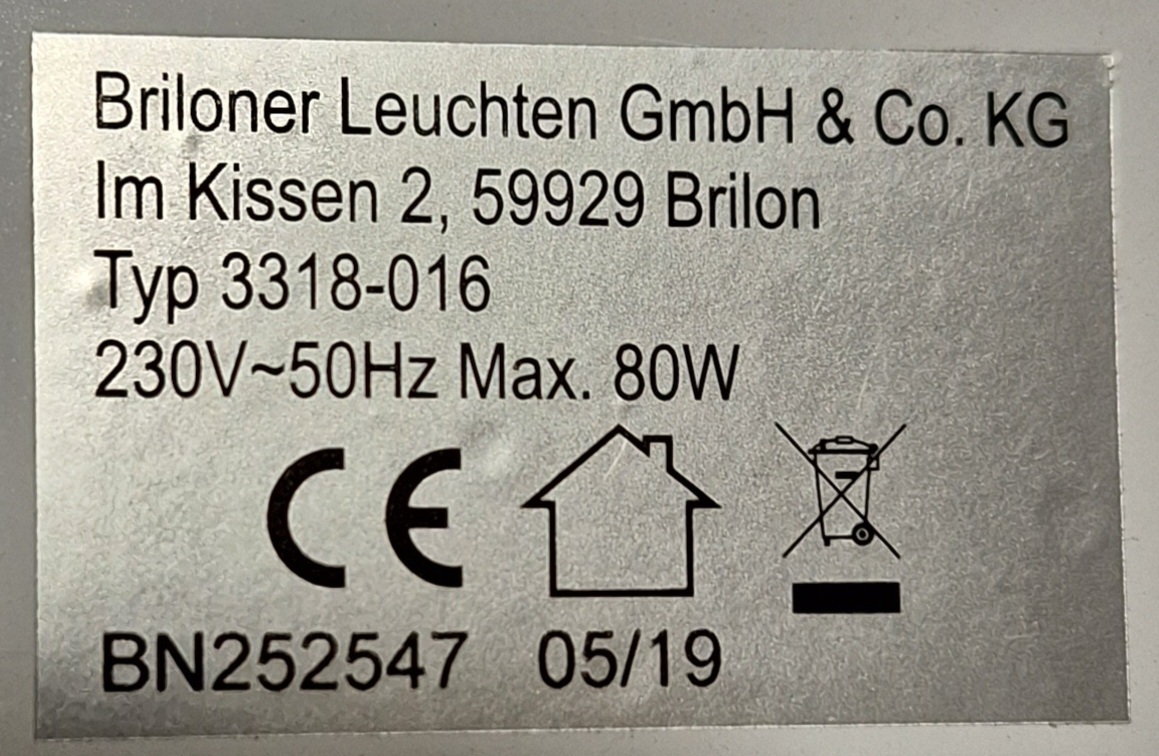 Briloner Leuchten GmbH & Co. KG
Im Kissen 2, 59929 Brilon
Typ 3318-016
230V~50Hz Max. 80W
CE
BN252547 05/19